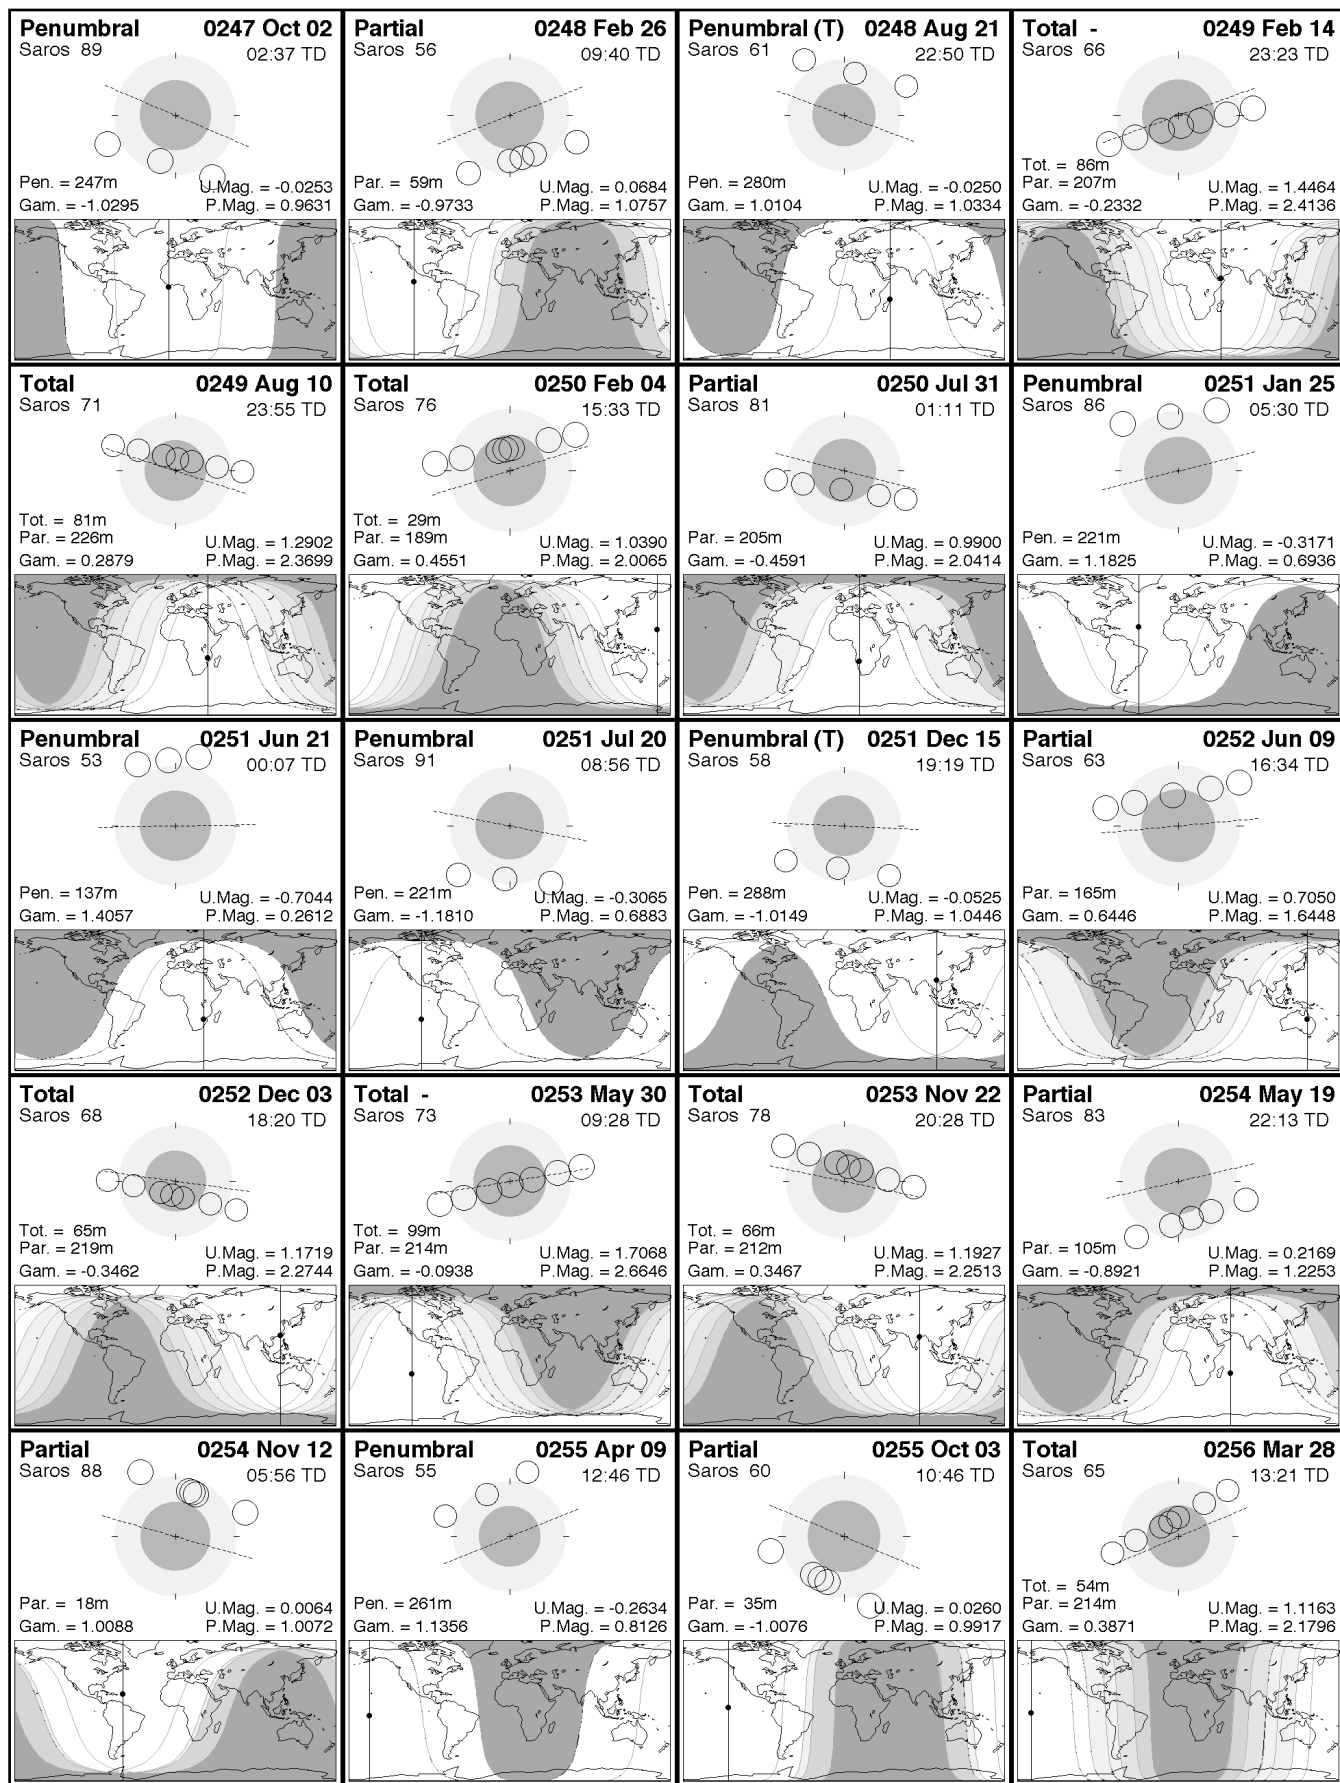 Penumbral 0247 Oct 02
Saros 89 02:37 TD
Pen. = 247m U.Mag. = -0.0253
Gam. = -1.0295 P.Mag. = 0.9631
Partial 0248 Feb 26
Saros 56 09:40 TD
Par. = 59m U.Mag. = 0.0684
Gam. = -0.9733 P.Mag. = 1.0757
Penumbral (T) 0248 Aug 21
Saros 61 22:50 TD
Pen. = 280m U.Mag. = -0.0250
Gam. = 1.0104 P.Mag. = 1.0334
Total - 0249 Feb 14
Saros 66 23:23 TD
Tot. = 86m
Par. = 207m U.Mag. = 1.4464
Gam. = -0.2332 P.Mag. = 2.4136
Total 0249 Aug 10
Saros 71 23:55 TD
Tot. = 81m
Par. = 226m U.Mag. = 1.2902
Gam. = 0.2879 P.Mag. = 2.3699
Total 0250 Feb 04
Saros 76 15:33 TD
Tot. = 29m
Par. = 189m U.Mag. = 1.0390
Gam. = 0.4551 P.Mag. = 2.0065
Partial 0250 Jul 31
Saros 81 01:11 TD
Par. = 205m U.Mag. = 0.9900
Gam. = -0.4591 P.Mag. = 2.0414
Penumbral 0251 Jan 25
Saros 86 05:30 TD
Pen. = 221m U.Mag. = -0.3171
Gam. = 1.1825 P.Mag. = 0.6936
Penumbral 0251 Jun 21
Saros 53 00:07 TD
Pen. = 137m U.Mag. = -0.7044
Gam. = 1.4057 P.Mag. = 0.2612
Penumbral 0251 Jul 20
Saros 91 08:56 TD
Pen. = 221m U.Mag. = -0.3065
Gam. = -1.1810 P.Mag. = 0.6883
Penumbral (T) 0251 Dec 15
Saros 58 19:19 TD
Pen. = 288m U.Mag. = -0.0525
Gam. = -1.0149 P.Mag. = 1.0446
Partial 0252 Jun 09
Saros 63 16:34 TD
Par. = 165m U.Mag. = 0.7050
Gam. = 0.6446 P.Mag. = 1.6448
Total 0252 Dec 03
Saros 68 18:20 TD
Tot. = 65m
Par. = 219m U.Mag. = 1.1719
Gam. = -0.3462 P.Mag. = 2.2744
Total - 0253 May 30
Saros 73 09:28 TD
Tot. = 99m
Par. = 214m U.Mag. = 1.7068
Gam. = -0.0938 P.Mag. = 2.6646
Total 0253 Nov 22
Saros 78 20:28 TD
Tot. = 66m
Par. = 212m U.Mag. = 1.1927
Gam. = 0.3467 P.Mag. = 2.2513
Partial 0254 May 19
Saros 83 22:13 TD
Par. = 105m U.Mag. = 0.2169
Gam. = -0.8921 P.Mag. = 1.2253
Partial 0254 Nov 12
Saros 88 05:56 TD
Par. = 18m U.Mag. = 0.0064
Gam. = 1.0088 P.Mag. = 1.0072
Penumbral 0255 Apr 09
Saros 55 12:46 TD
Pen. = 261m U.Mag. = -0.2634
Gam. = 1.1356 P.Mag. = 0.8126
Partial 0255 Oct 03
Saros 60 10:46 TD
Par. = 35m U.Mag. = 0.0260
Gam. = -1.0076 P.Mag. = 0.9917
Total 0256 Mar 28
Saros 65 13:21 TD
Tot. = 54m
Par. = 214m U.Mag. = 1.1163
Gam. = 0.3871 P.Mag. = 2.1796